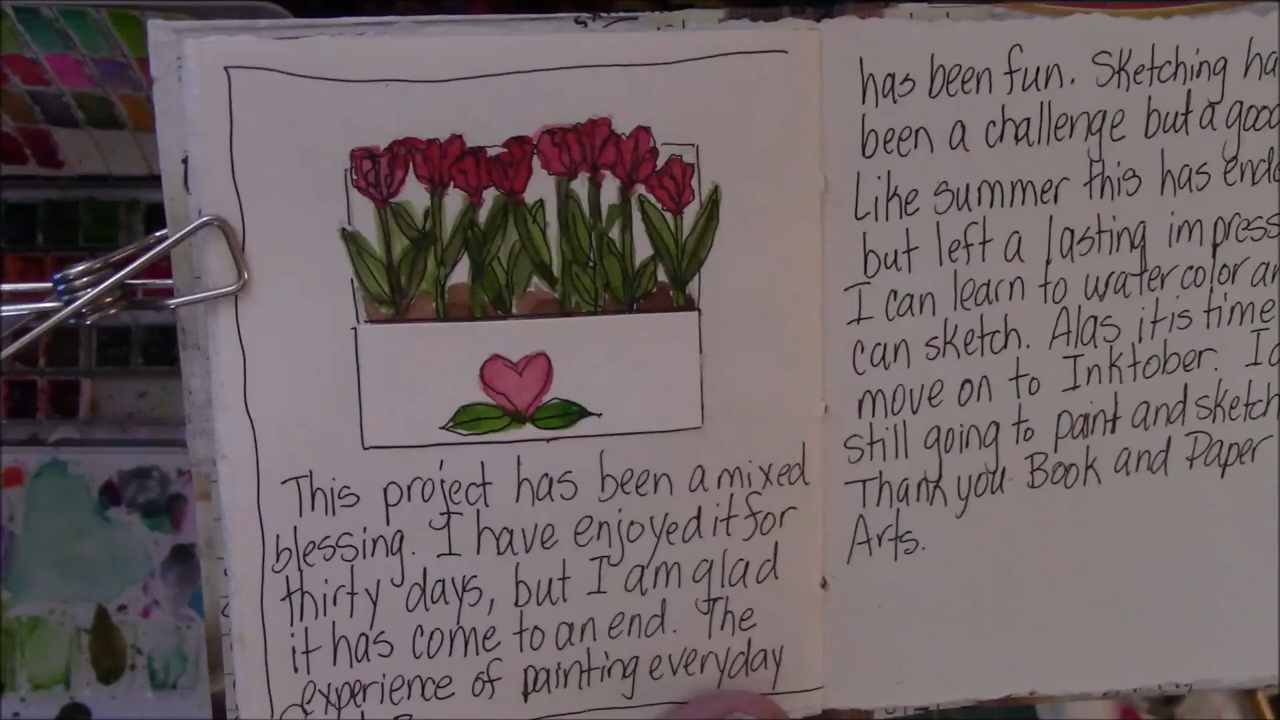 This project has been a mixed
blessing. I have enjoyed it for
thirty days, but I am glad
it has come to an end. The
experience of painting everyday
has been fun. Sketching ha
been a challenge but a good
Like summer this has ende
but left a lasting impress
I can learn to watercolor an
can sketch. Alas it is time
move on to Inktober. I
still going to paint and sketch
Thank you Book and Paper
Arts.